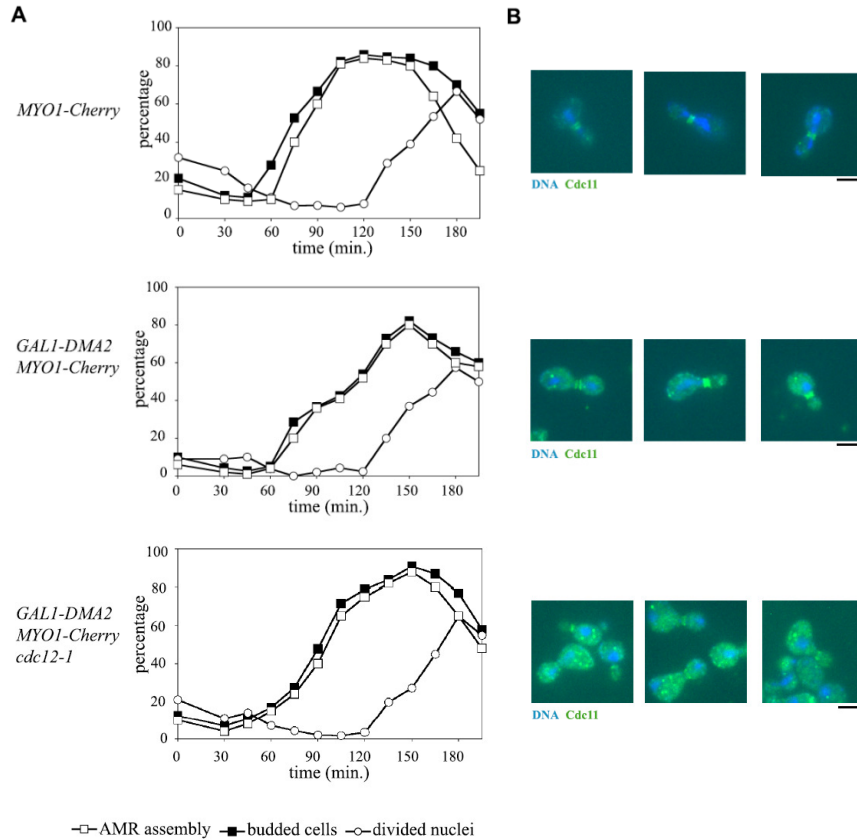 A
B
MYO1-Cherry
percentage
100
80
60
40
20
0
0 30 60 90 120 150 180
time (min.)
DNA Cdc11
GAL1-DMA2
MYO1-Cherry
percentage
100
80
60
40
20
0
0 30 60 90 120 150 180
time (min.)
DNA Cdc11
GAL1-DMA2
MYO1-Cherry
cdc12-1
percentage
100
80
60
40
20
0
0 30 60 90 120 150 180
time (min.)
DNA Cdc11
AMR assembly budded cells divided nuclei